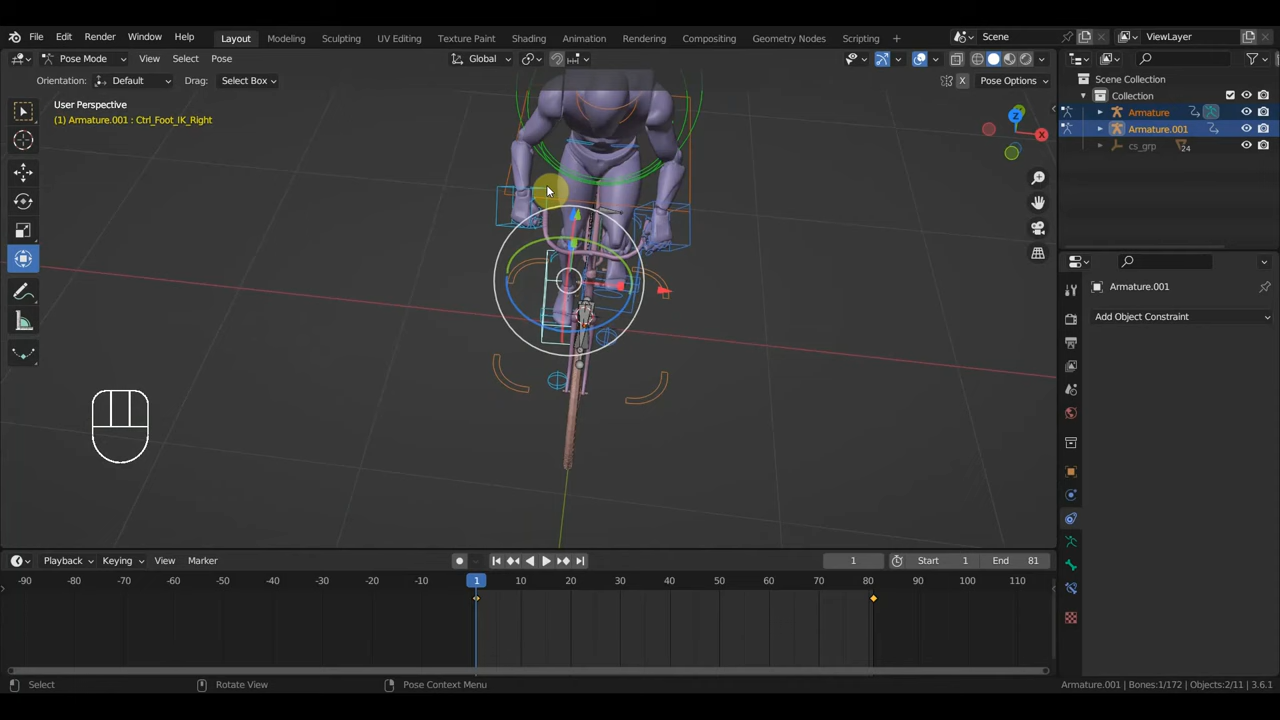 File Edit Render Window Help Layout Modeling Sculpting UV Editing Texture Paint Shading Animation Rendering Compositing Geometry Nodes Scripting + Scene ViewLayer
Pose Mode View Select Pose Global
Orientation: Default Drag: Select Box X Pose Options
User Perspective
(1) Armature.001 : Ctrl_Foot_IK_Right
Scene Collection
Collection
Armature
Armature.001
cs_grp 24
Z
X
Armature.001
Add Object Constraint
Playback Keying View Marker 1 Start 1 End 81
-90 -80 -70 -60 -50 -40 -30 -20 -10 1 10 20 30 40 50 60 70 80 90 100 110
Select Rotate View Pose Context Menu Armature.001 | Bones:1/172 | Objects:2/11 | 3.6.1